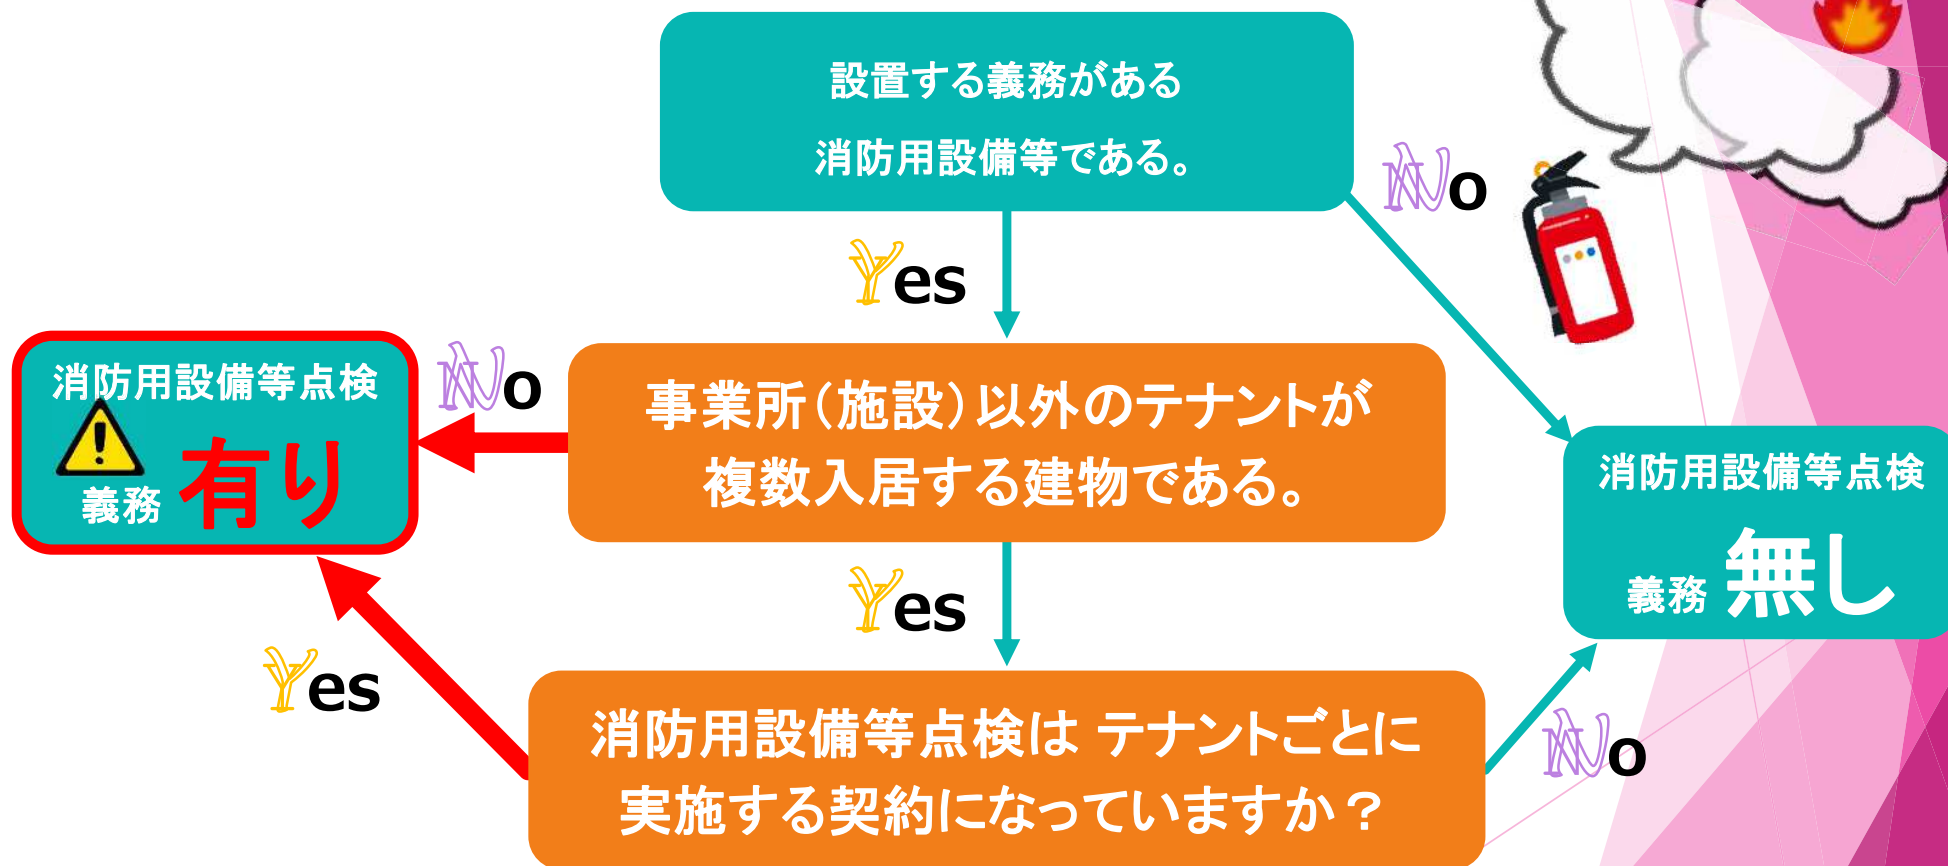 設置する義務がある
消防用設備等である。
No
Yes
消防用設備等点検
義務 有り
No
事業所（施設）以外のテナントが
複数入居する建物である。
消防用設備等点検
義務 無し
Yes
Yes
消防用設備等点検は テナントごとに
実施する契約になっていますか？
No